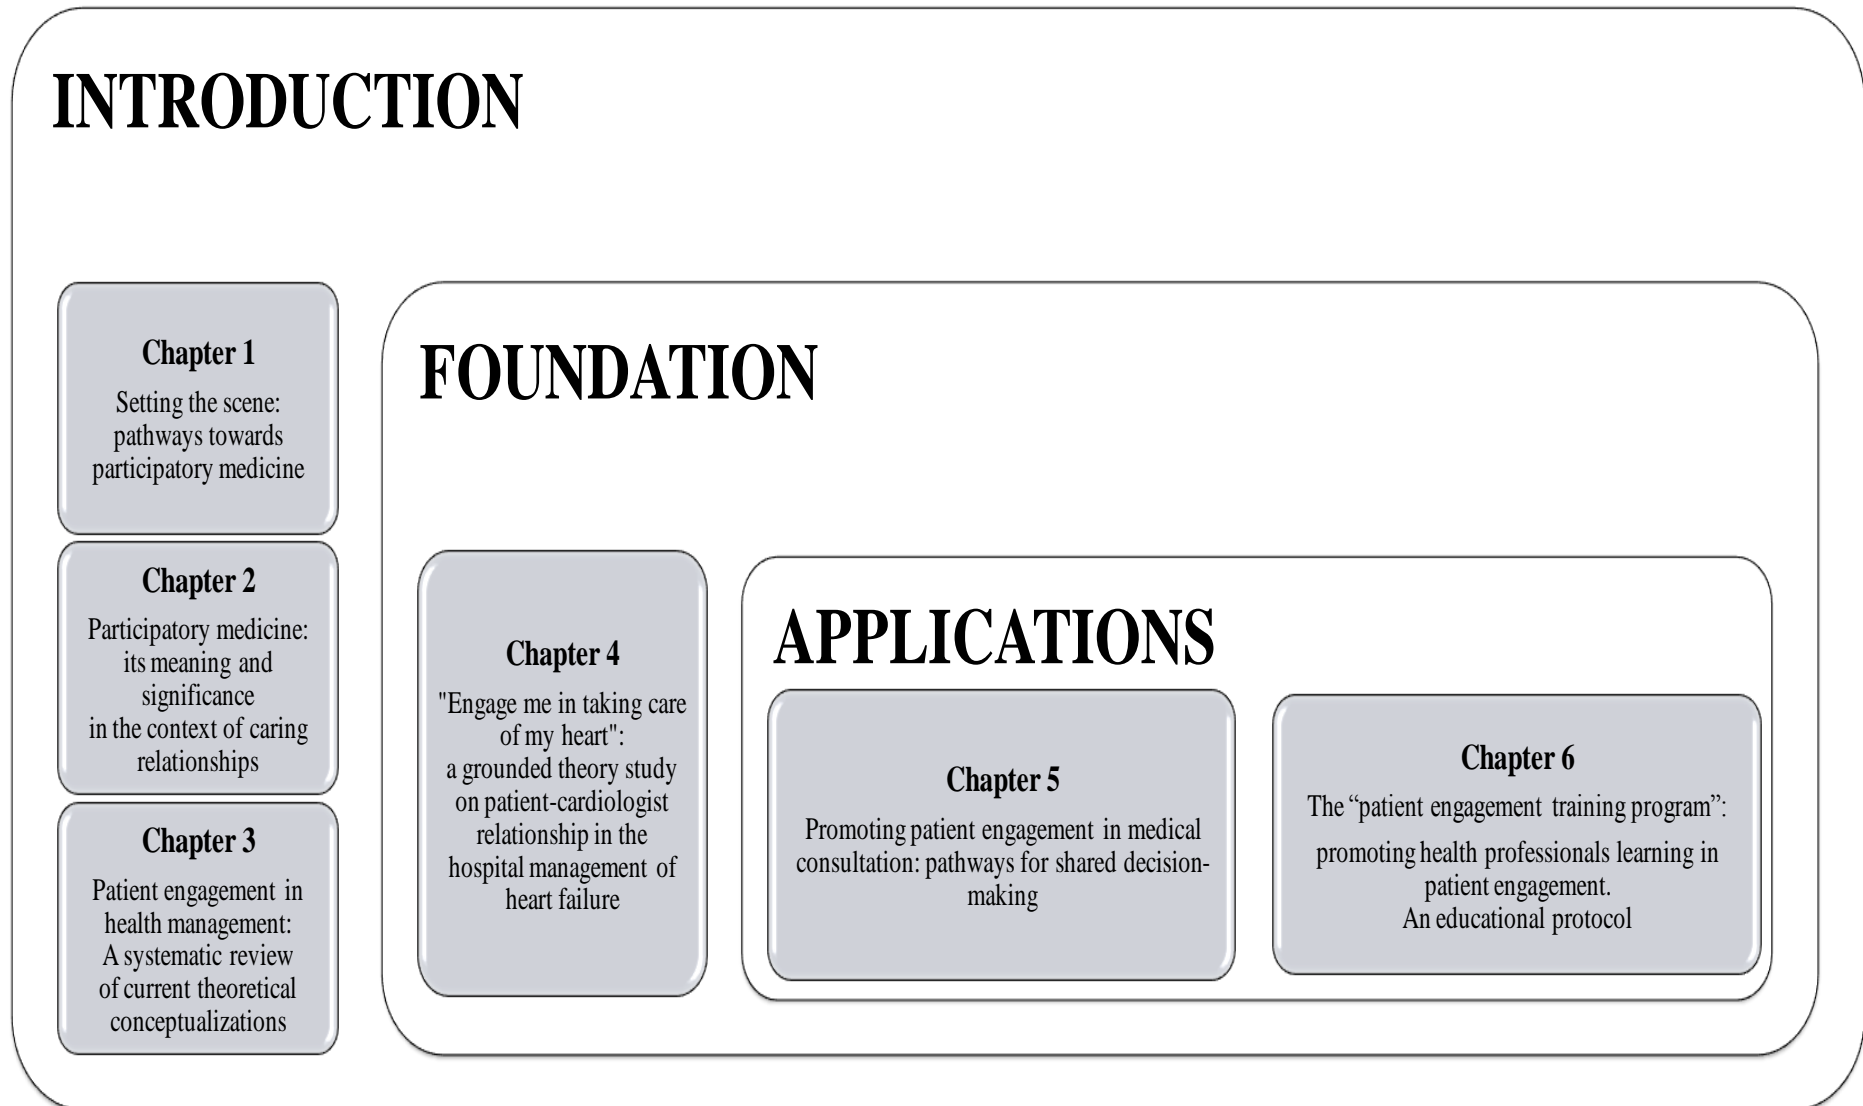 INTRODUCTION
Chapter 1
Setting the scene:
pathways towards
participatory medicine
Chapter 2
Participatory medicine:
its meaning and
significance
in the context of caring
relationships
Chapter 3
Patient engagement in
health management:
A systematic review
of current theoretical
conceptualizations
FOUNDATION
Chapter 4
"Engage me in taking care
of my heart":
a grounded theory study
on patient-cardiologist
relationship in the
hospital management of
heart failure
APPLICATIONS
Chapter 5
Promoting patient engagement in medical
consultation: pathways for shared decision-
making
Chapter 6
The “patient engagement training program”:
promoting health professionals learning in
patient engagement.
An educational protocol